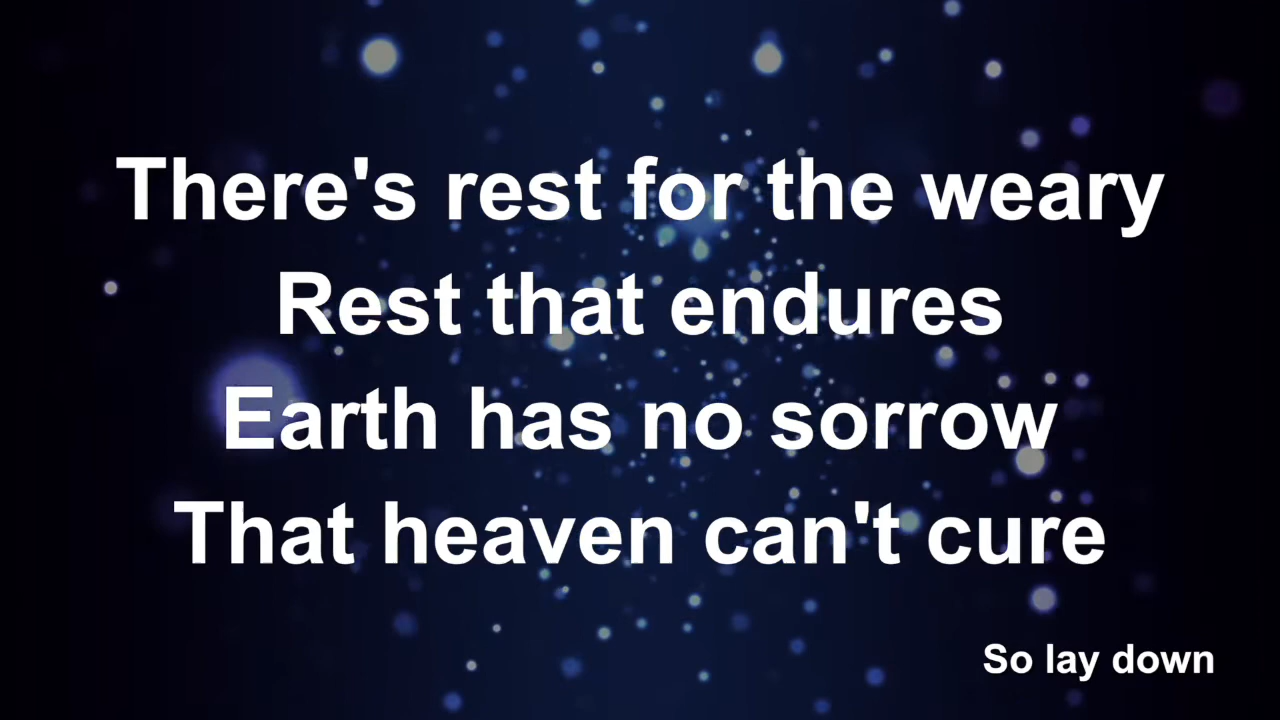 There's rest for the weary
Rest that endures
Earth has no sorrow
That heaven can't cure
So lay down